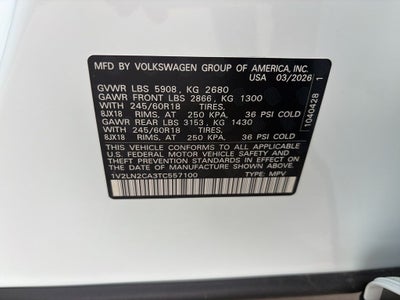 MFD BY VOLKSWAGEN GROUP OF AMERICA, INC.
USA 03/2026
GVWR LBS 5908, KG 2680
GAWR FRONT LBS 2866, KG 1300
WITH 245/60R18 TIRES,
8JX18 RIMS, AT 250 KPA, 36 PSI COLD
GAWR REAR LBS 3153, KG 1430
WITH 245/60R18 TIRES,
8JX18 RIMS, AT 250 KPA, 36 PSI COLD
THIS VEHICLE CONFORMS TO ALL APPLICABLE
U.S. FEDERAL MOTOR VEHICLE SAFETY, AND
THEFT PREVENTION STANDARDS IN EFFECT ON THE
DATE OF MANUFACTURE SHOWN ABOVE.
1V2LN2CA3TC557100 TYPE: MPV
1040428 1